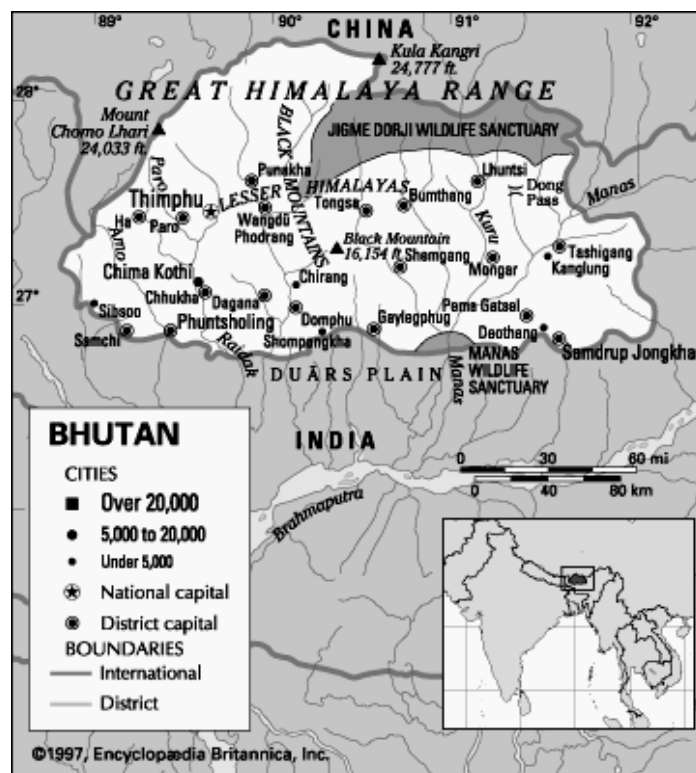 89°
90°
91°
92°
CHINA
Kula Kangri
24,777 ft.
28°
GREAT HIMALAYA RANGE
Mount
Chomo Lhari
24,033 ft.
BLACK MOUNTAINS
JIGME DORJI WILDLIFE SANCTUARY
Paro
Punakha
Lhuntsi
Thimphu
LESSER HIMALAYAS
Dong
Pass
Manas
Tongsa
Bumthang
Ha
Paro
Wangdü
Phodrang
Kuru
Amo
Black Mountain
16,154 ft.
Shemgang
Mongar
Tashigang
Kanglung
Chima Kothi
Chirang
27°
Chhukha
Dagana
Sibsoo
Phuntsholing
Domphu
Gaylegphug
Pema Gatsel
Samchi
Raidak
Shompangkha
Deothang
Samdrup Jongkha
DUĀRS PLAIN
Manas
MANAS
WILDLIFE
SANCTUARY
INDIA
BHUTAN
CITIES
Over 20,000
5,000 to 20,000
Under 5,000
National capital
District capital
BOUNDARIES
International
District
0 30 60 mi
0 40 80 km
Brahmaputra
©1997, Encyclopædia Britannica, Inc.